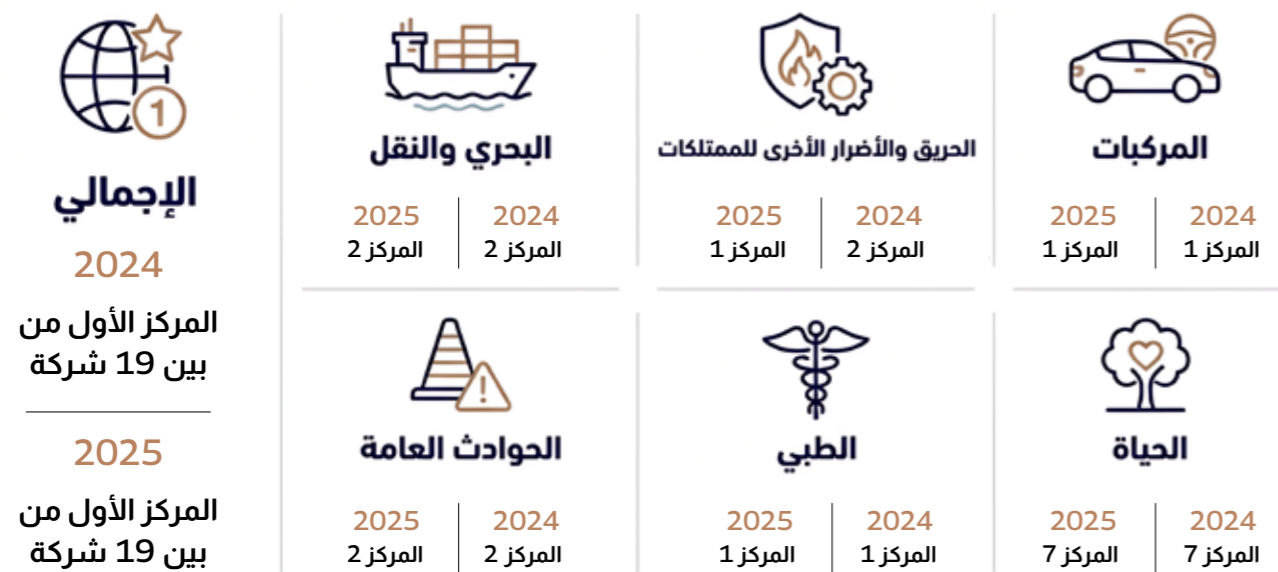 المركبات
2024
المركز 1
2025
المركز 1
الحريق والأضرار الأخرى للممتلكات
2024
المركز 2
2025
المركز 1
البحري والنقل
2024
المركز 2
2025
المركز 2
الحياة
2024
المركز 7
2025
المركز 7
الطبي
2024
المركز 1
2025
المركز 1
الحوادث العامة
2024
المركز 2
2025
المركز 2
1
الإجمالي
2024
المركز الأول من
بين 19 شركة
2025
المركز الأول من
بين 19 شركة